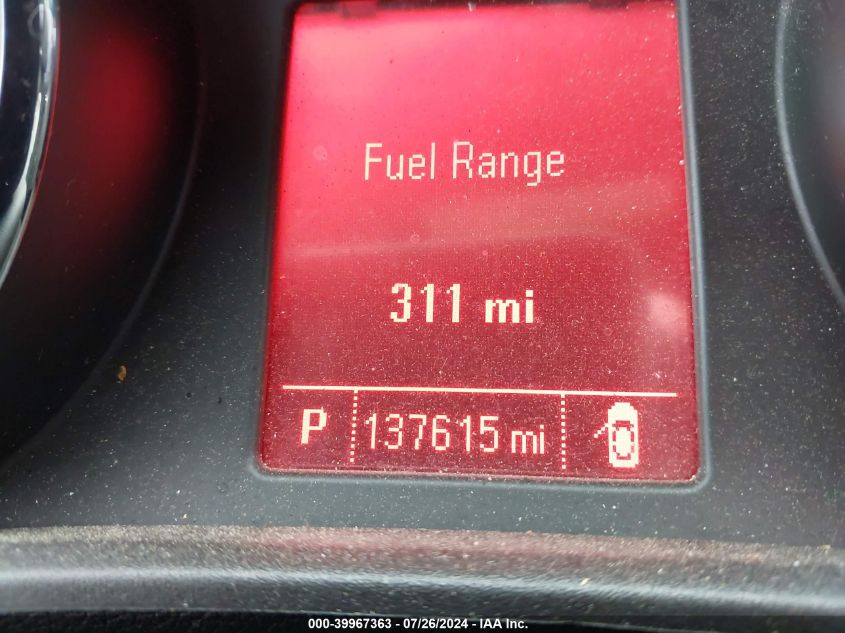 Fuel Range
311 mi
P 137615 mi
000-39967363 / 07/26/2024 - IAA Inc.